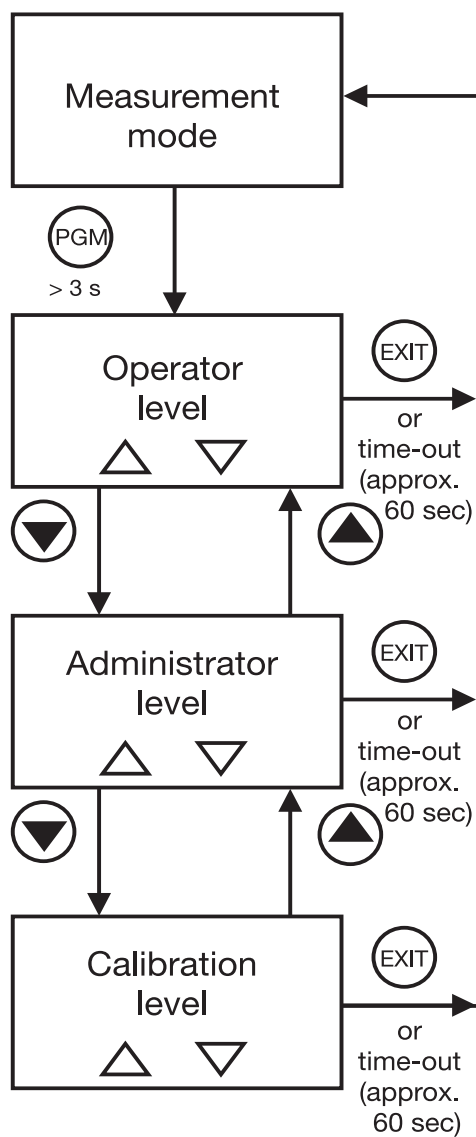 Measurement
mode
PGM
> 3 s
Operator
level
EXIT
or
time-out
(approx.
60 sec)
Administrator
level
EXIT
or
time-out
(approx.
60 sec)
Calibration
level
EXIT
or
time-out
(approx.
60 sec)